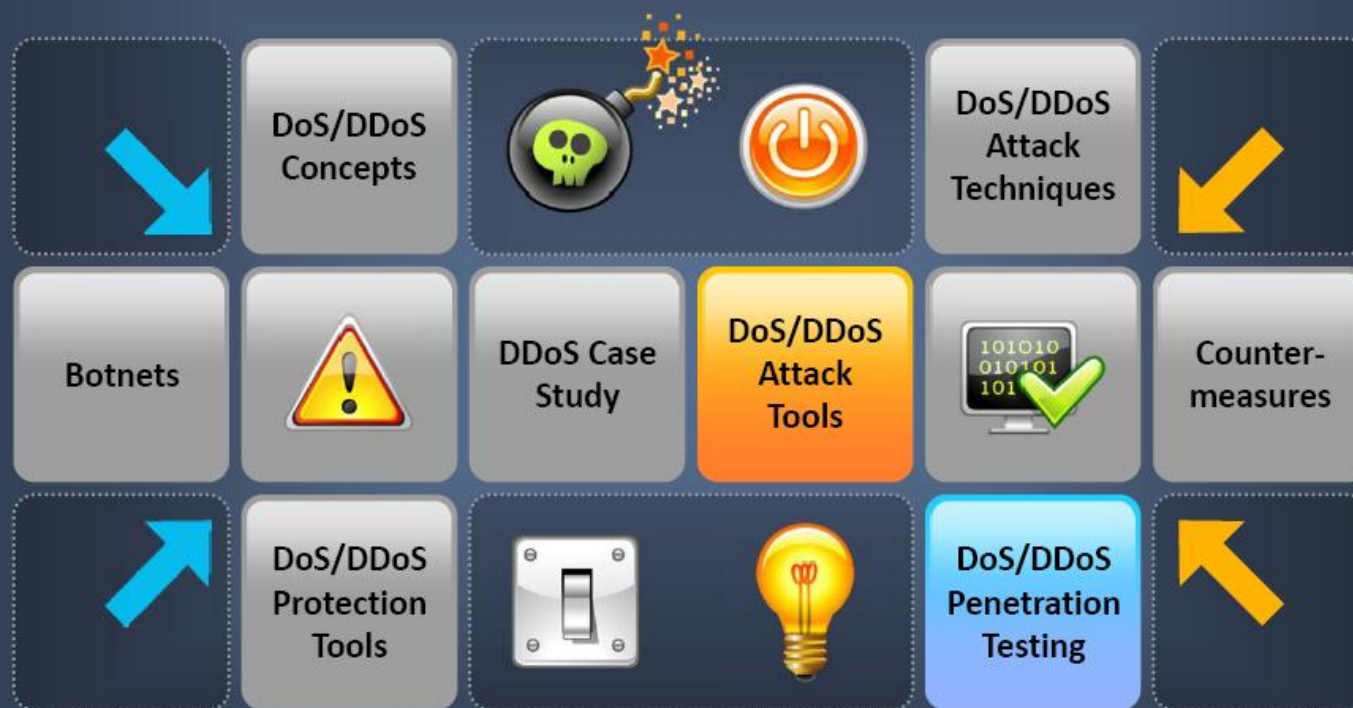 DoS/DDoS
Concepts
DoS/DDoS
Attack
Techniques
Botnets
DDoS Case
Study
DoS/DDoS
Attack
Tools
101010
010101
101
Counter-
measures
DoS/DDoS
Protection
Tools
DoS/DDoS
Penetration
Testing